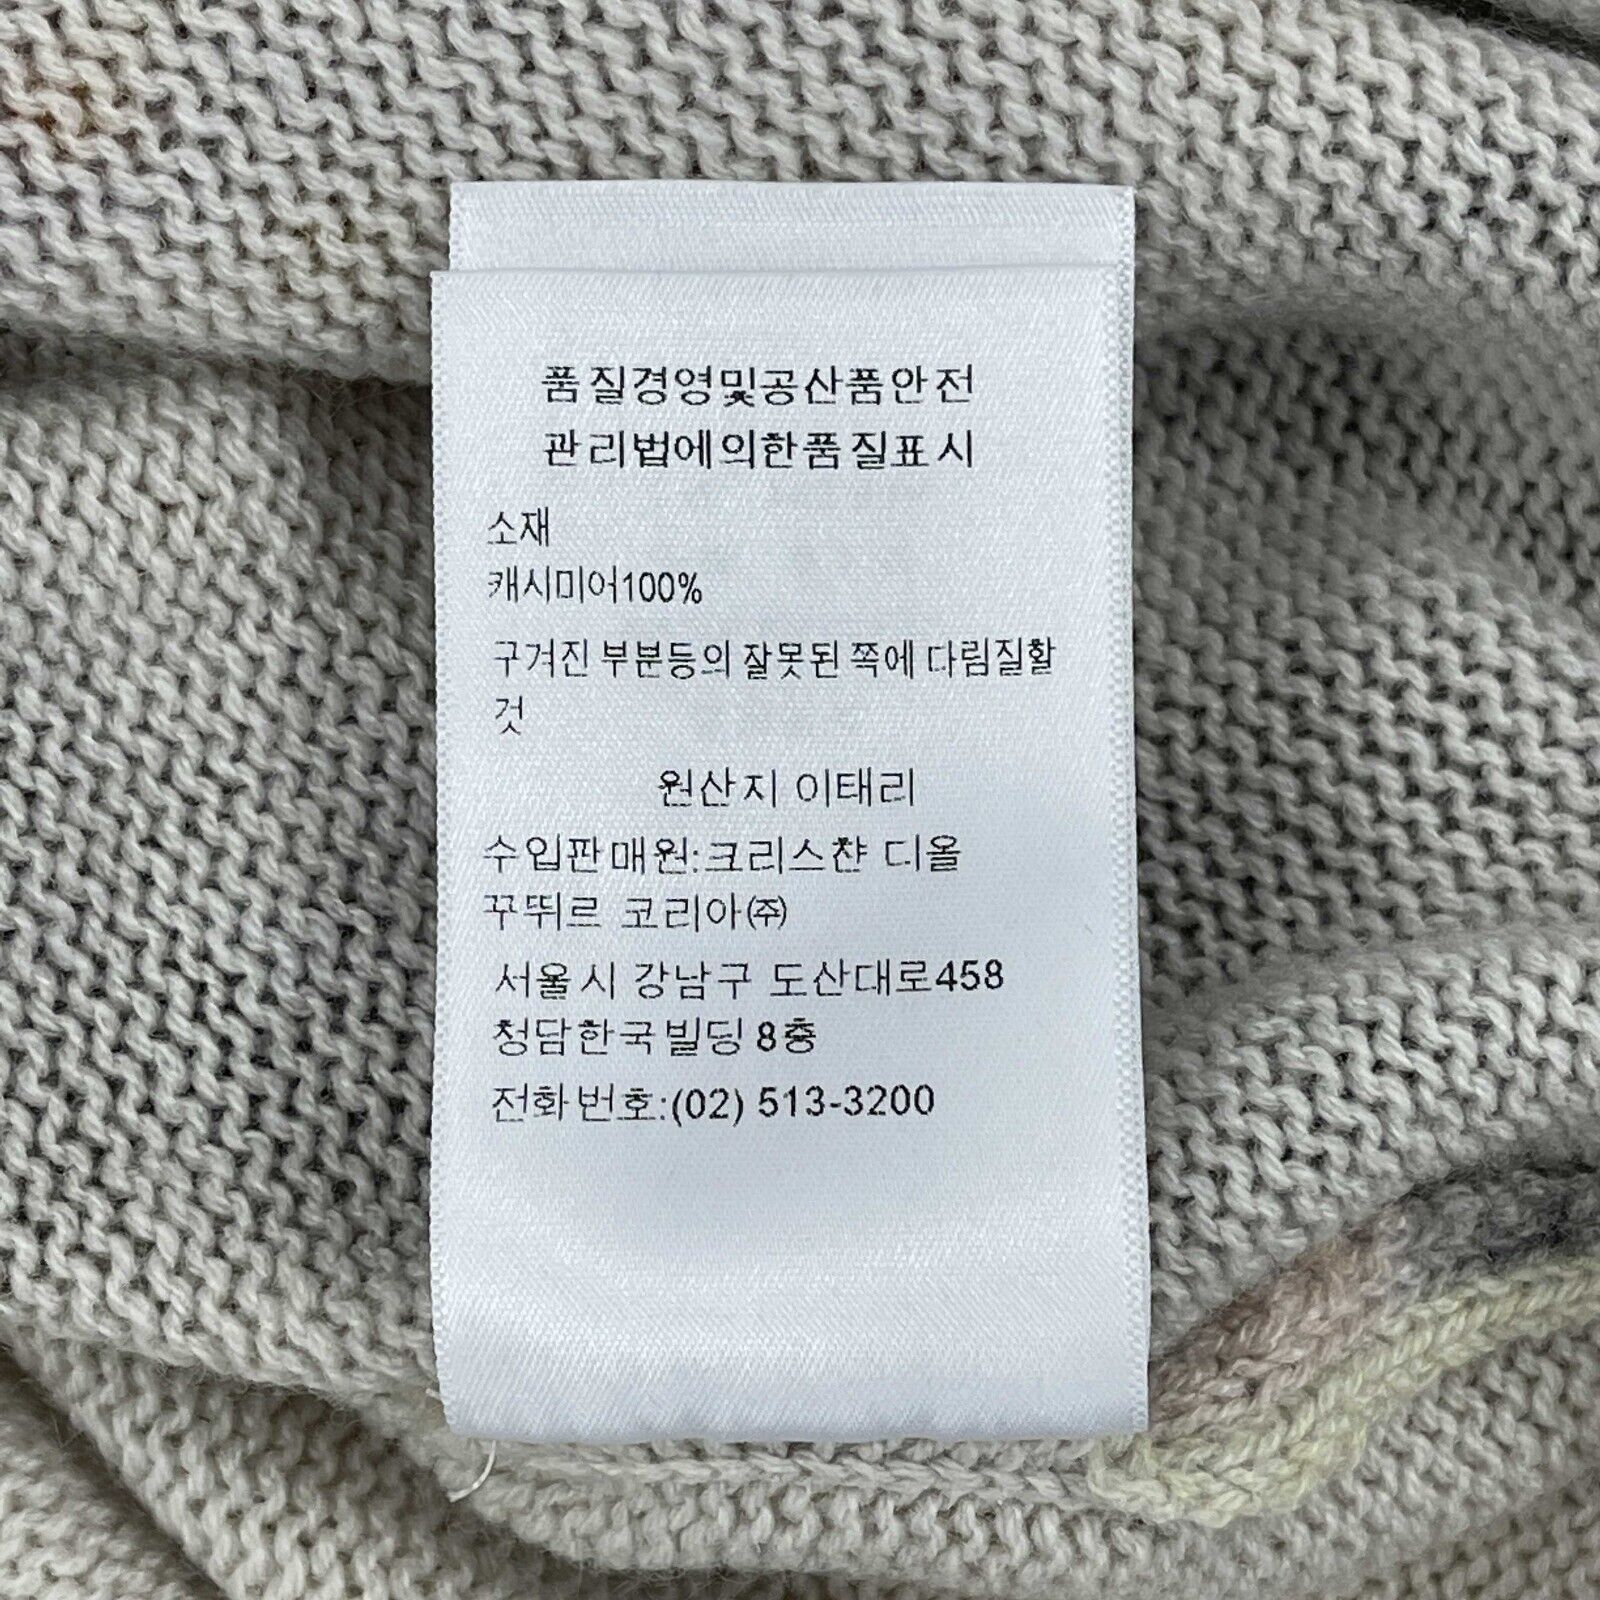 품질경영및공산품안전
관리법에의한품질표시
소재
캐시미어100%
구겨진 부분등의 잘못된 쪽에 다림질할
것
원산지 이태리
수입판매원:크리스챤 디올
꾸뛰르 코리아㈜
서울시 강남구 도산대로458
청담한국빌딩 8층
전화번호:(02) 513-3200